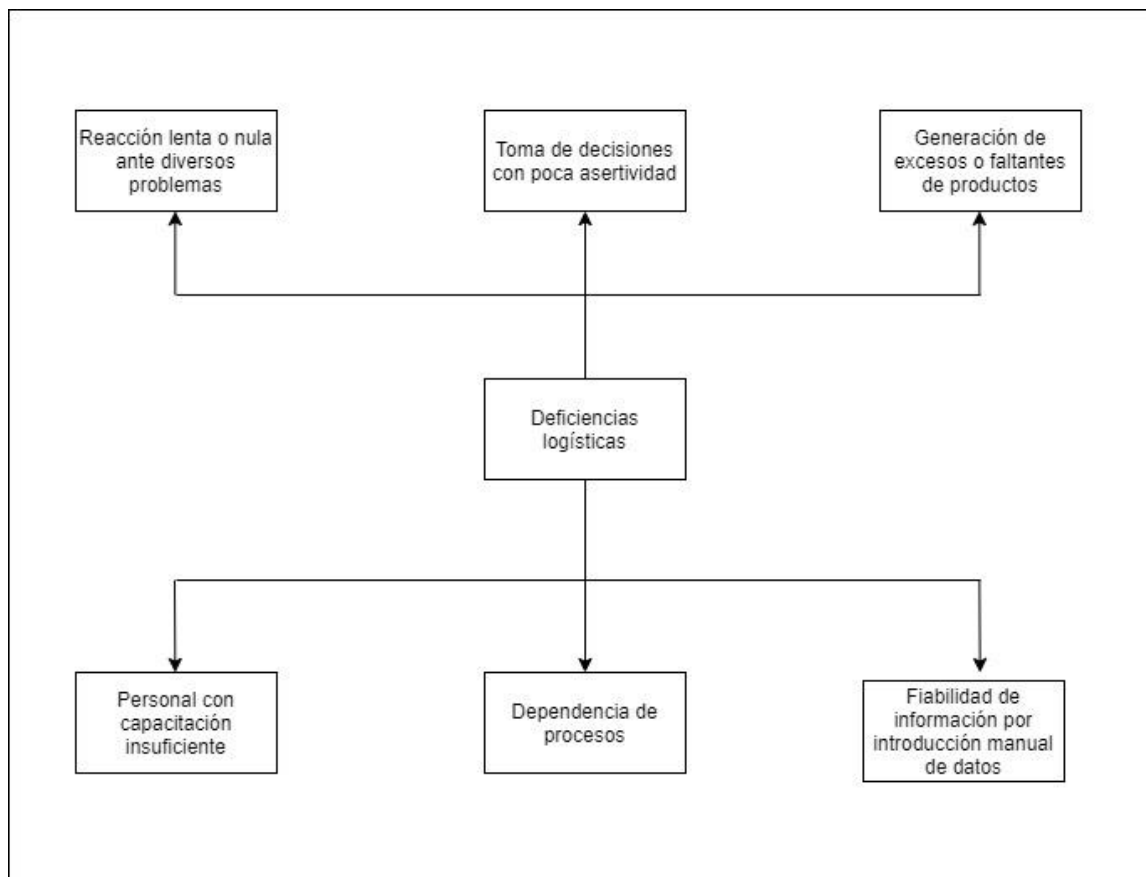 Reacción lenta o nula
ante diversos
problemas
Toma de decisiones
con poca asertividad
Generación de
excesos o faltantes
de productos
Deficiencias
logísticas
Personal con
capacitación
insuficiente
Dependencia de
procesos
Fiabilidad de
información por
introducción manual
de datos